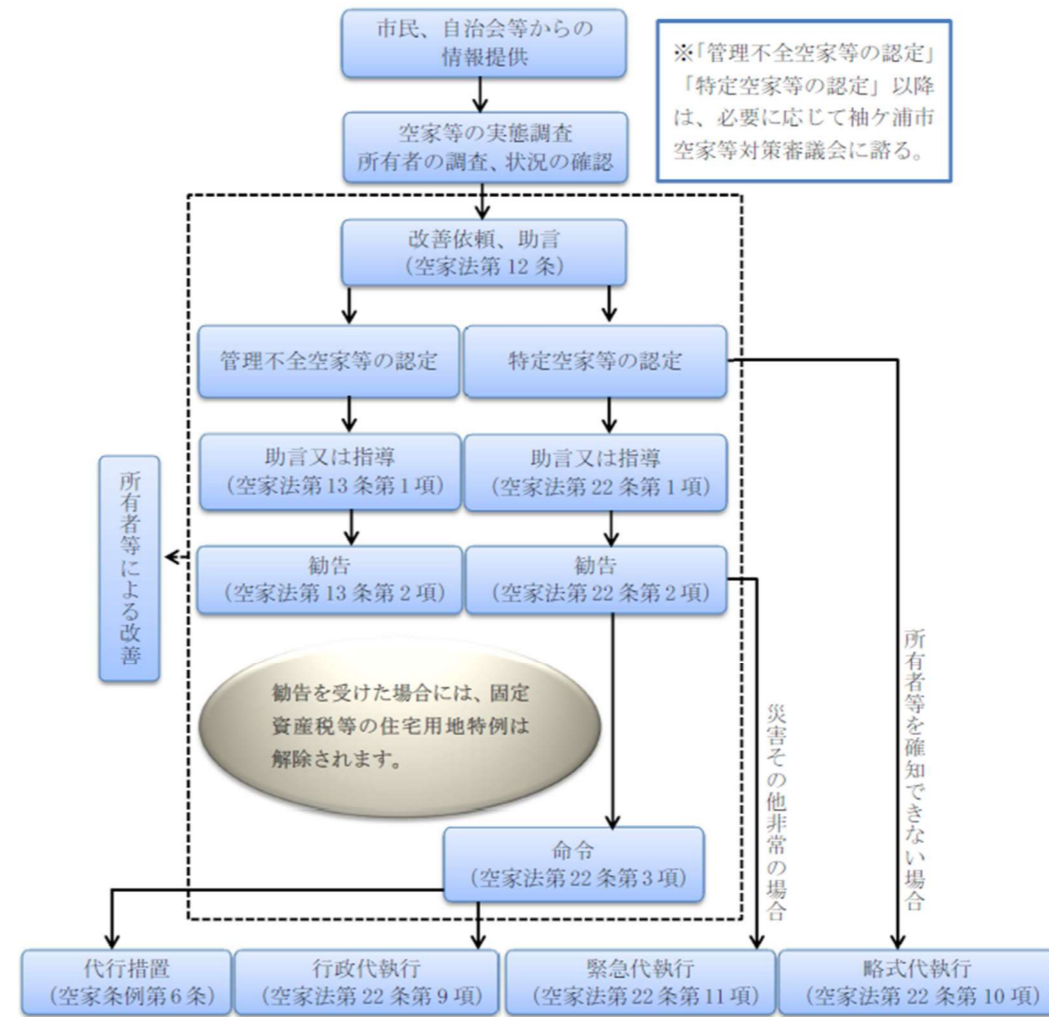 市民、自治会等からの
情報提供
※「管理不全空家等の認定」
「特定空家等の認定」以降
は、必要に応じて袖ケ浦市
空家等対策審議会に諮る。
空家等の実態調査
所有者の調査、状況の確認
改善依頼、助言
（空家法第12条）
管理不全空家等の認定
特定空家等の認定
助言又は指導
（空家法第13条第1項）
助言又は指導
（空家法第22条第1項）
所有者等による改善
勧告
（空家法第13条第2項）
勧告
（空家法第22条第2項）
勧告を受けた場合には、固定
資産税等の住宅用地特例は
解除されます。
災害その他非常の場合
所有者等を確知できない場合
命令
（空家法第22条第3項）
代行措置
（空家条例第6条）
行政代執行
（空家法第22条第9項）
緊急代執行
（空家法第22条第11項）
略式代執行
（空家法第22条第10項）